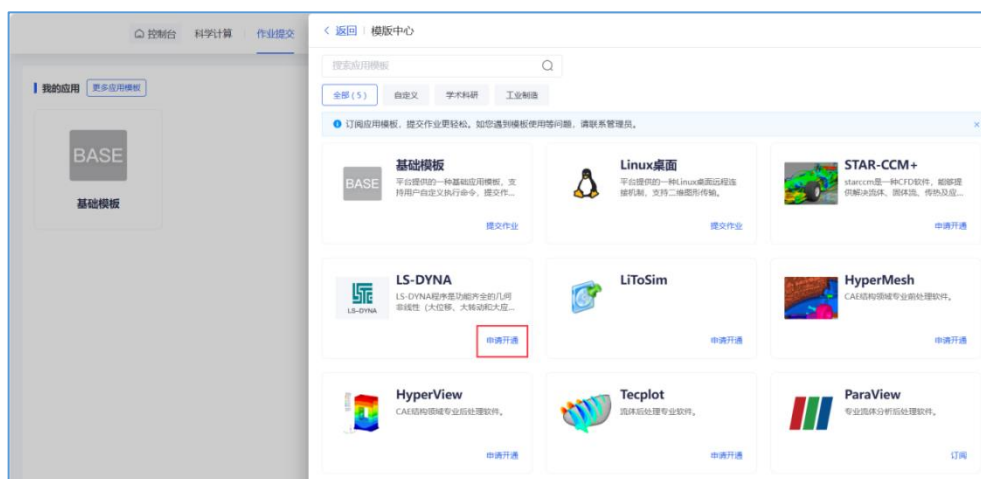 控制台 科学计算 作业提交
我的应用 更多应用模板
BASE
基础模板
< 返回 | 模版中心
搜索应用模板
全部(5) 自定义 学术科研 工业制造
订阅应用模板，提交作业更轻松。如您遇到模板使用等问题，请联系管理员。 ×
BASE
基础模板
平台提供的一种基础应用模板，支
持用户自定义执行命令，提交作...
提交作业
Linux桌面
平台提供的一种Linux桌面远程连
接机制，支持二维图形传输。
提交作业
STAR-CCM+
starccm是一种CFD软件，能够提
供解决流体、固体流、传热及应...
申请开通
LS-DYNA
LS-DYNA
LS-DYNA程序是功能齐全的几何
非线性（大位移、大转动和大应...
申请开通
LiToSim
申请开通
HyperMesh
CAE结构领域专业前处理软件。
申请开通
HyperView
CAE结构领域专业后处理软件。
申请开通
Tecplot
流体后处理专业软件。
申请开通
ParaView
专业流体分析后处理软件。
订阅